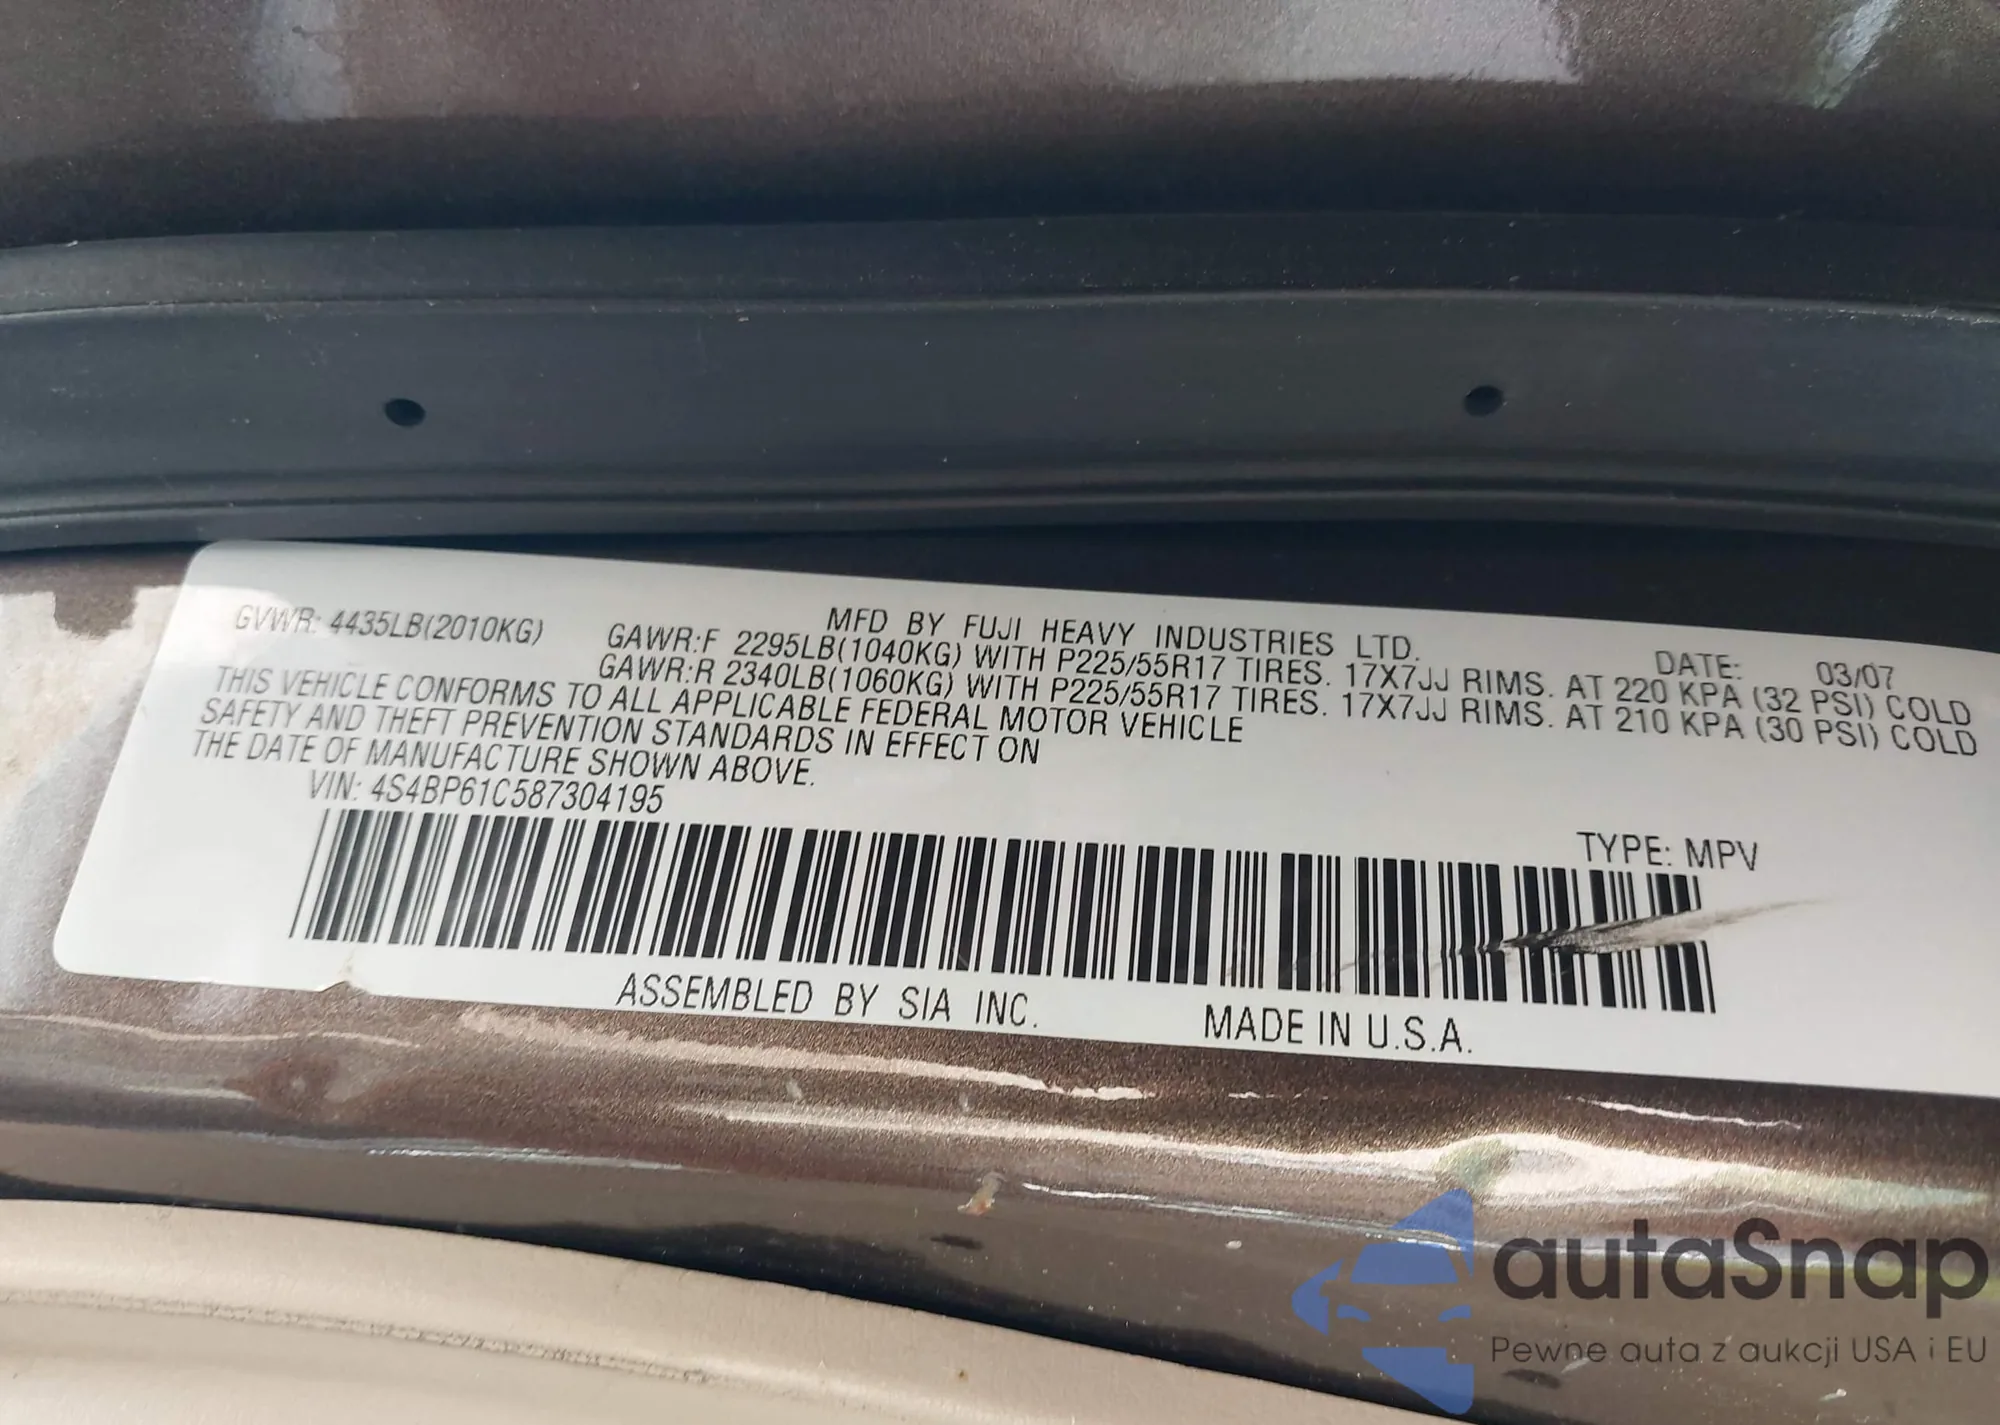 MFD BY FUJI HEAVY INDUSTRIES LTD. DATE: 03/07
GVWR: 4435LB(2010KG) GAWR:F 2295LB(1040KG) WITH P225/55R17 TIRES. 17X7JJ RIMS. AT 220 KPA (32 PSI) COLD
GAWR:R 2340LB(1060KG) WITH P225/55R17 TIRES. 17X7JJ RIMS. AT 210 KPA (30 PSI) COLD
THIS VEHICLE CONFORMS TO ALL APPLICABLE FEDERAL MOTOR VEHICLE
SAFETY AND THEFT PREVENTION STANDARDS IN EFFECT ON
THE DATE OF MANUFACTURE SHOWN ABOVE.
VIN: 4S4BP61C587304195
TYPE: MPV
ASSEMBLED BY SIA INC. MADE IN U.S.A.
autaSnap
Pewne auta z aukcji USA i EU